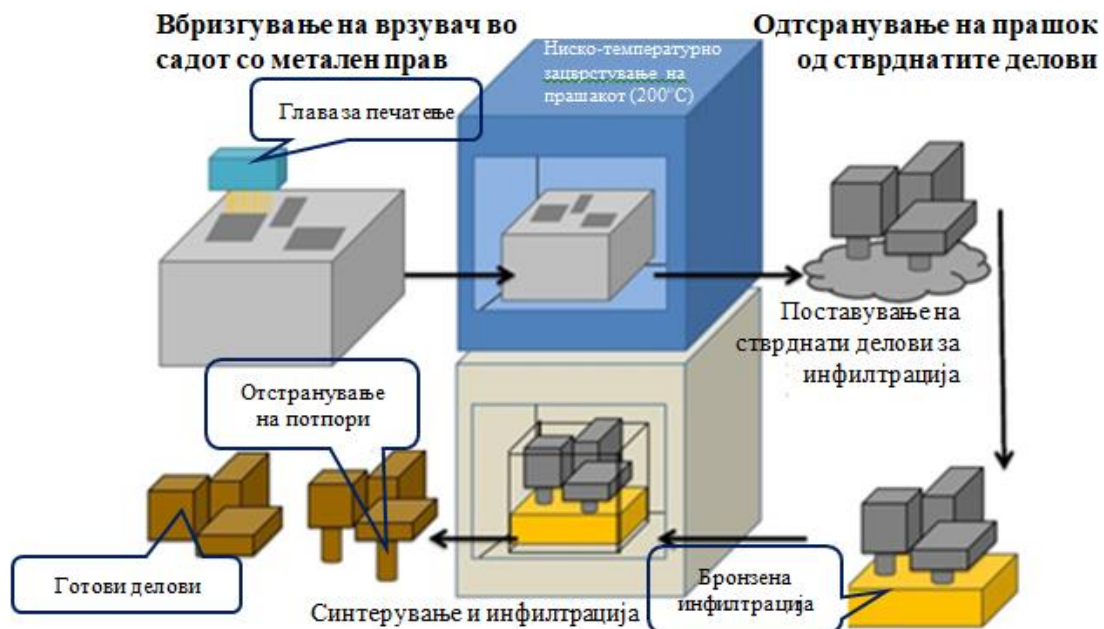 Вбризгување на врзувач во
садот со метален прав
Ниско-температурно
зацврстување на
прашакот (200°C)
Одтсранување на прашок
од стврднатите делови
Глава за печатење
Поставување на
стврднати делови за
инфилтрација
Отстранување
на потпори
Готови делови
Синтерување и инфилтрација
Бронзена
инфилтрација